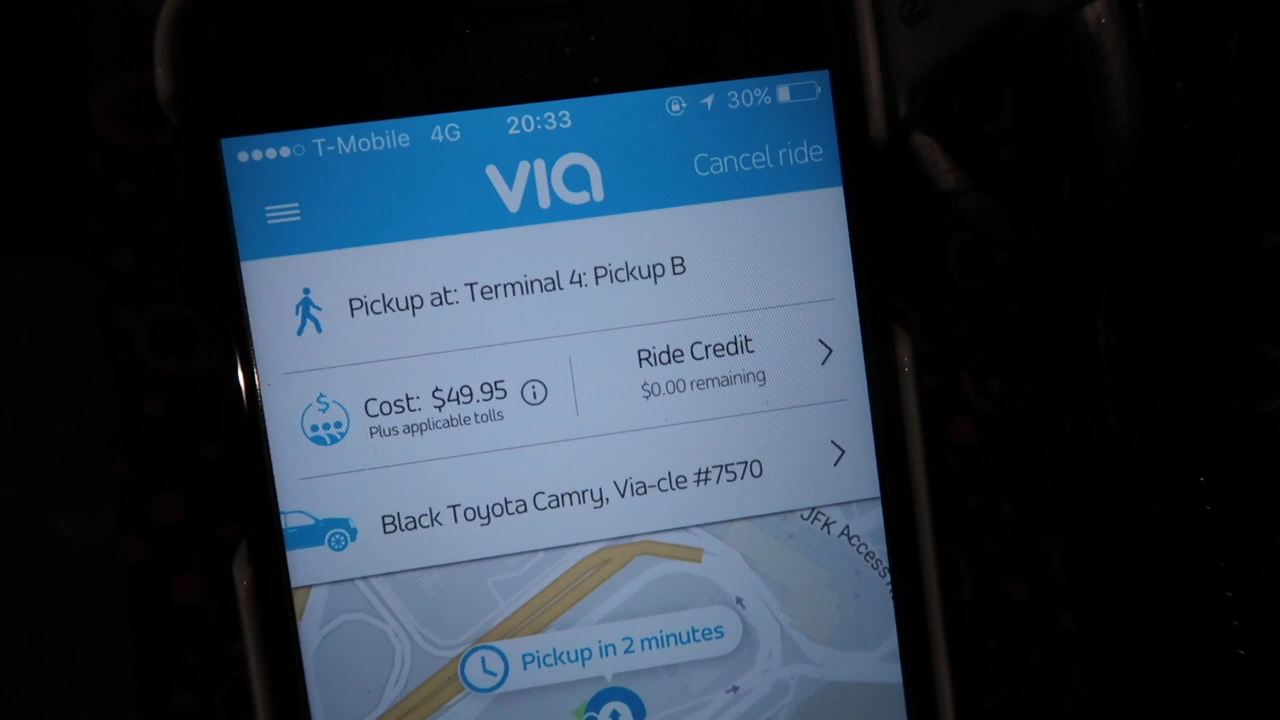 T-Mobile 4G 20:33 30%
via
Cancel ride
Pickup at: Terminal 4: Pickup B
Cost: $49.95
Plus applicable tolls
Ride Credit
$0.00 remaining
Black Toyota Camry, Via-cle #7570
JFK Access
Pickup in 2 minutes